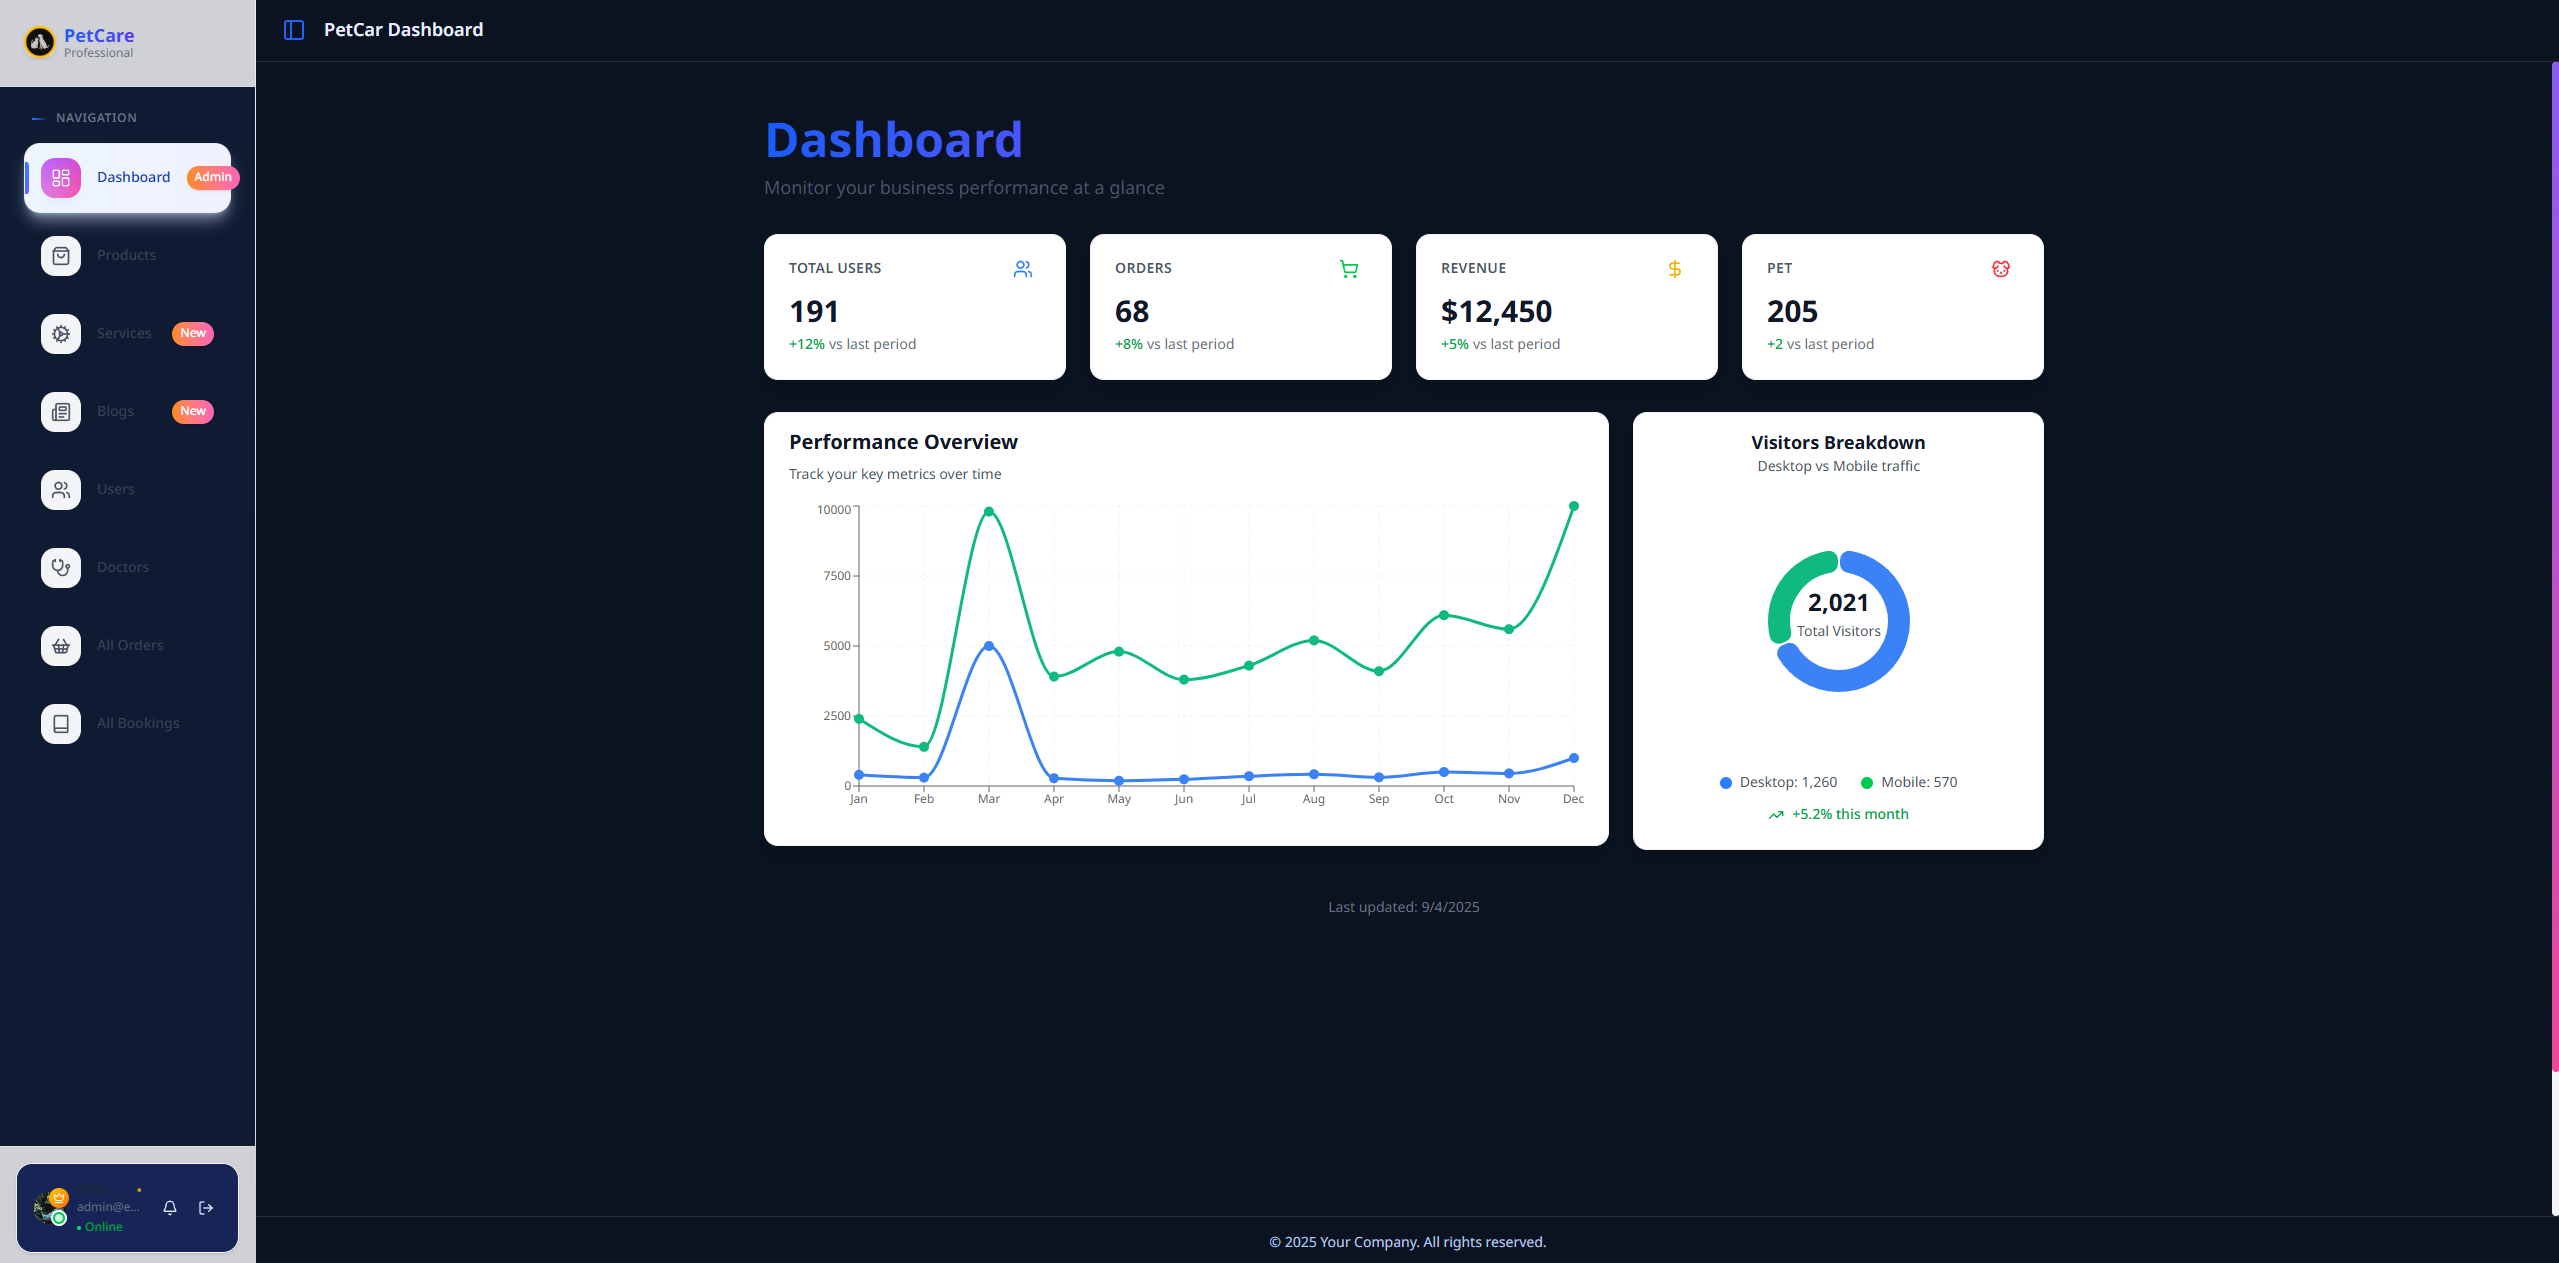 PetCare
Professional
NAVIGATION
Dashboard Admin
Products
Services New
Blogs New
Users
Doctors
All Orders
All Bookings
admin@e...
Online
PetCar Dashboard
Dashboard
Monitor your business performance at a glance
TOTAL USERS
191
+12% vs last period
ORDERS
68
+8% vs last period
REVENUE
$12,450
+5% vs last period
PET
205
+2 vs last period
Performance Overview
Track your key metrics over time
10000
7500
5000
2500
0
Jan Feb Mar Apr May Jun Jul Aug Sep Oct Nov Dec
Visitors Breakdown
Desktop vs Mobile traffic
2,021
Total Visitors
Desktop: 1,260 Mobile: 570
+5.2% this month
Last updated: 9/4/2025
© 2025 Your Company. All rights reserved.